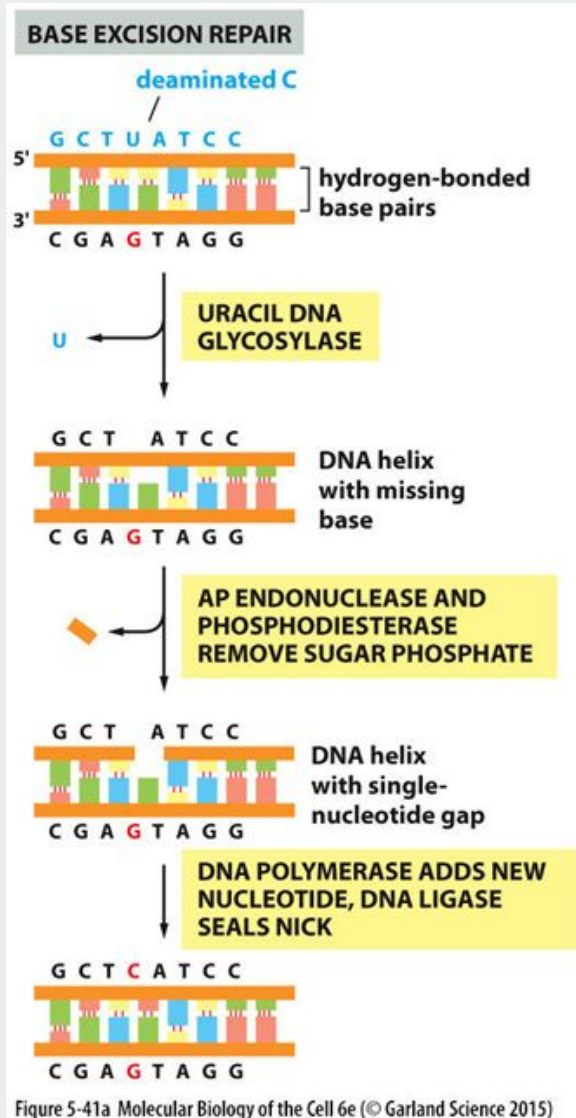 BASE EXCISION REPAIR
deaminated C
G C T U A T C C
5'
hydrogen-bonded
base pairs
3'
C G A G T A G G
URACIL DNA
GLYCOSYLASE
U
G C T A T C C
DNA helix
with missing
base
C G A G T A G G
AP ENDONUCLEASE AND
PHOSPHODIESTERASE
REMOVE SUGAR PHOSPHATE
G C T A T C C
DNA helix
with single-
nucleotide gap
C G A G T A G G
DNA POLYMERASE ADDS NEW
NUCLEOTIDE, DNA LIGASE
SEALS NICK
G C T C A T C C
C G A G T A G G
Figure 5-41a Molecular Biology of the Cell 6e (© Garland Science 2015)